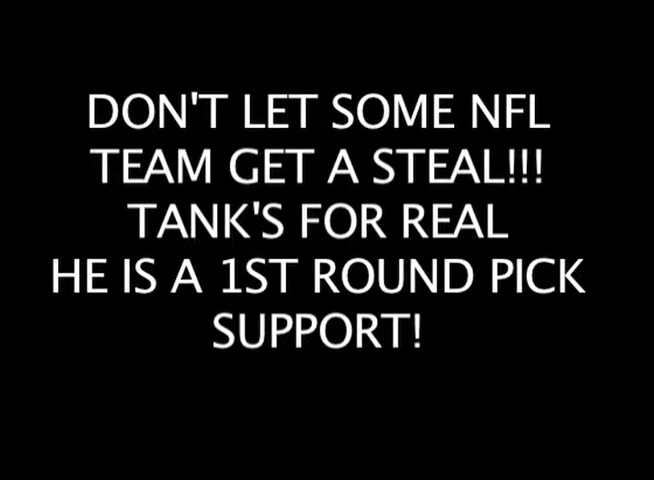 DON'T LET SOME NFL
TEAM GET A STEAL!!!
TANK'S FOR REAL
HE IS A 1ST ROUND PICK
SUPPORT!